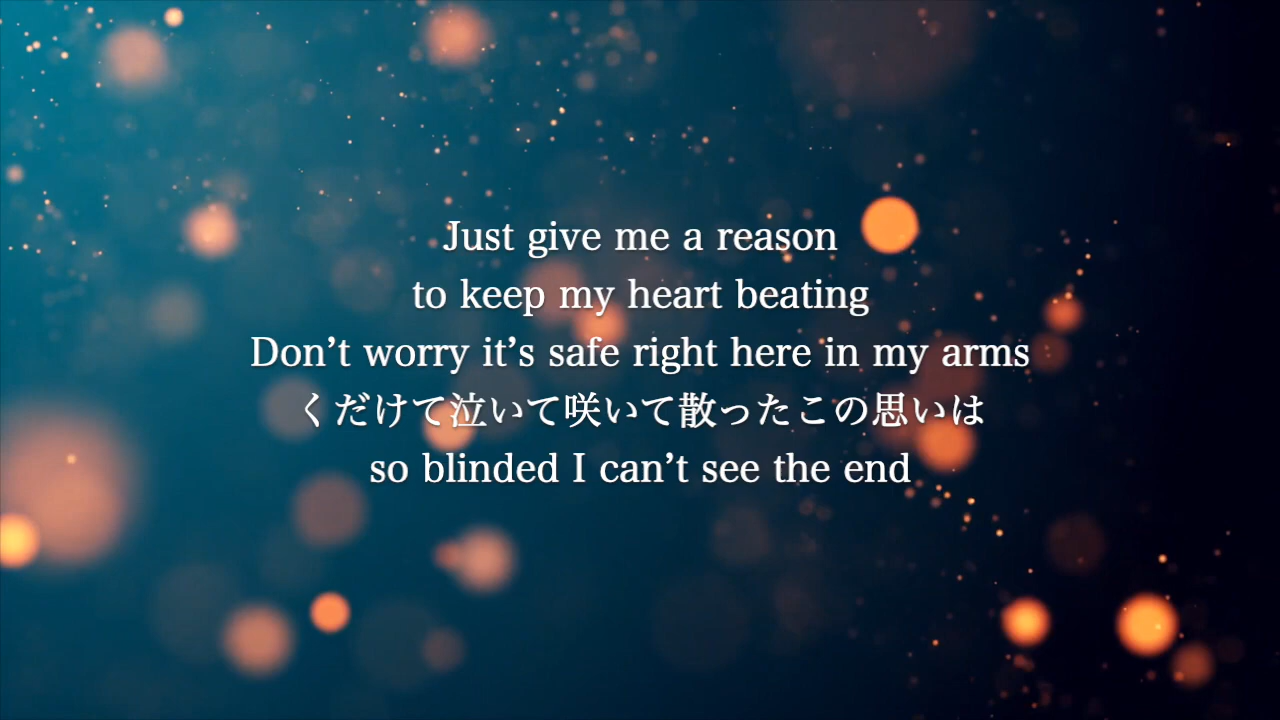 Just give me a reason
to keep my heart beating
Don’t worry it’s safe right here in my arms
くだけて泣いて咲いて散ったこの思いは
so blinded I can’t see the end